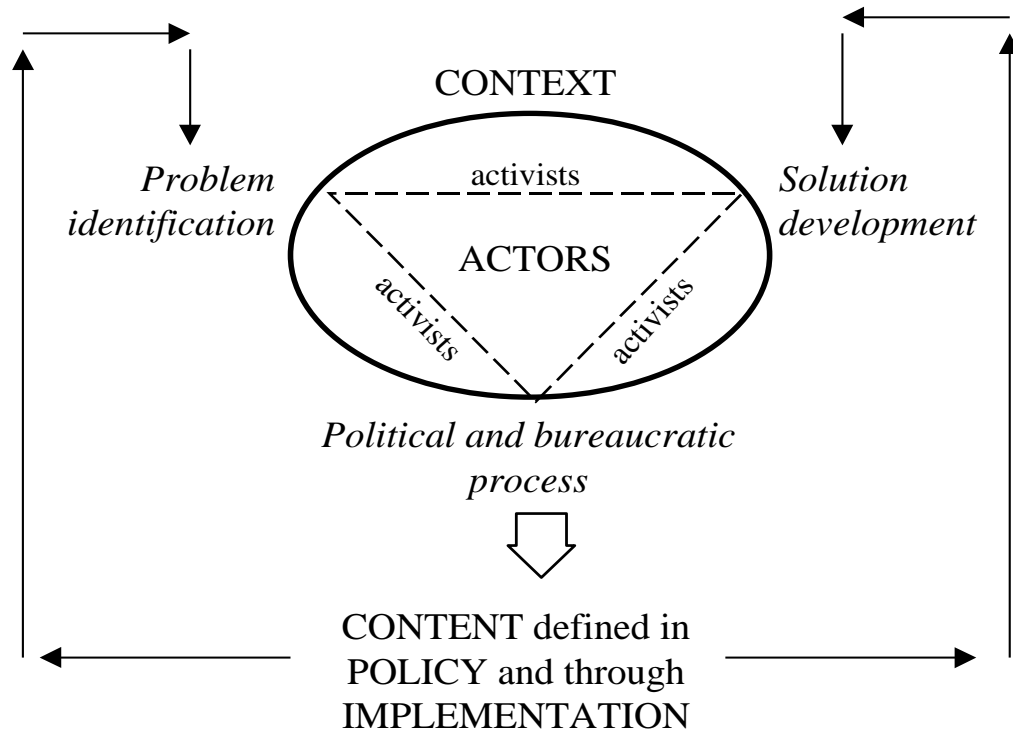 CONTEXT
activists
Problem
identification
Solution
development
ACTORS
activists
activists
Political and bureaucratic
process
CONTENT defined in
POLICY and through
IMPLEMENTATION